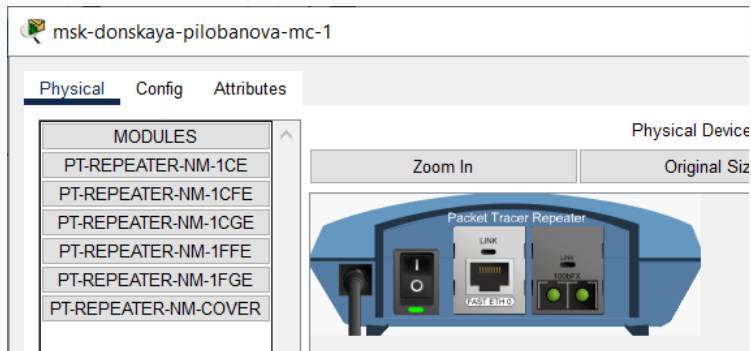 msk-donskaya-pilobanova-mc-1
Physical Config Attributes
MODULES
PT-REPEATER-NM-1CE
PT-REPEATER-NM-1CFE
PT-REPEATER-NM-1CGE
PT-REPEATER-NM-1FFE
PT-REPEATER-NM-1FGE
PT-REPEATER-NM-COVER
Physical Device
Zoom In Original Siz
Packet Tracer Repeater
LINK
FAST ETH 0
LINK
100bFX